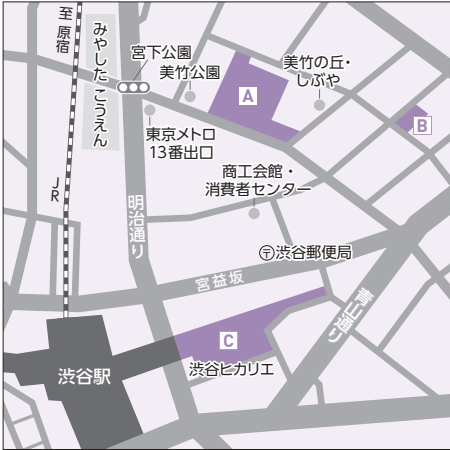 至 原宿
みやした こうえん
宮下公園
美竹公園
美竹の丘・
しぶや
A
B
東京メトロ
13番出口
商工会館・
消費者センター
JR
明治通り
〒渋谷郵便局
宮益坂
青山通り
C
渋谷ヒカリエ
渋谷駅